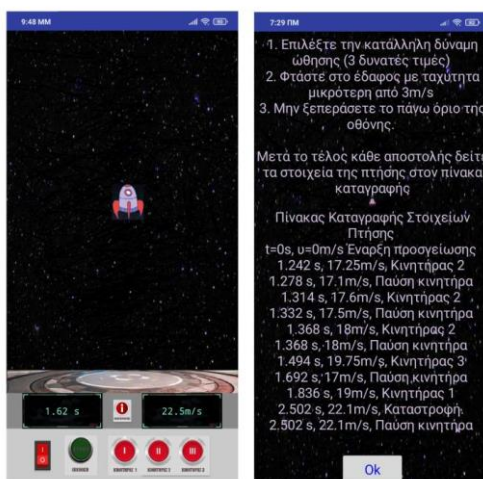 9:48 MM
1.62 s
22.5m/s
I
O
I
II
III
ΚΙΝΗΤΗΡΑΣ 1
ΚΙΝΗΤΗΡΑΣ 2
ΚΙΝΗΤΗΡΑΣ 3
7:29 ΠΜ
1. Επιλέξτε την κατάλληλη δύναμη
ώθησης (3 δυνατές τιμές)
2. Φτάστε στο έδαφος με ταχύτητα
μικρότερη από 3m/s
3. Μην ξεπεράσετε το πάγω όριο της
οθόνης.
Μετά το τέλος κάθε αποστολής δείτε
τα στοιχεία της πτήσης στον πίνακα
καταγραφής
Πίνακας Καταγραφής Στοιχείων
Πτήσης
t=0s, υ=0m/s Έναρξη προσγείωσης
1.242 s, 17.25m/s, Κινητήρας 2
1.278 s, 17.1m/s, Παύση κινητήρα
1.314 s, 17.6m/s, Κινητήρας 2
1.332 s, 17.5m/s, Παύση κινητήρα
1.368 s, 18m/s, Κινητήρας 2
1.368 s, 18m/s, Παύση κινητήρα
1.494 s, 19.75m/s, Κινητήρας 3
1.692 s, 17m/s, Παύση κινητήρα
1.836 s, 19m/s, Κινητήρας 1
2.502 s, 22.1m/s, Καταστροφή
2.502 s, 22.1m/s, Παύση κινητήρα
Ok